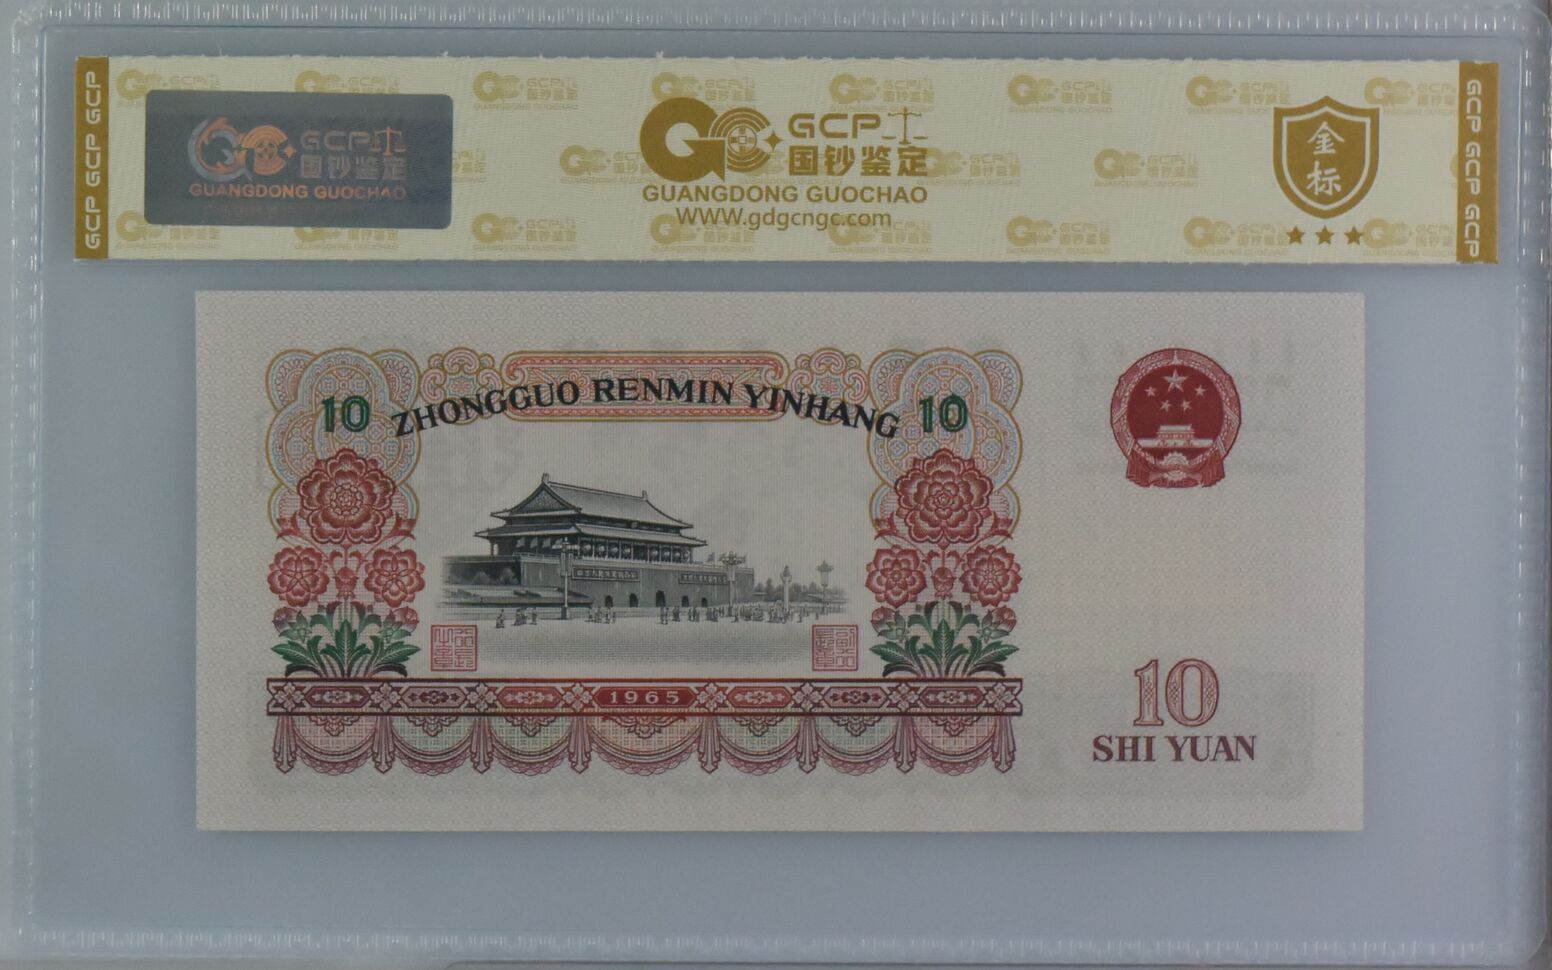 GCP GCP GCP
GCP
国钞鉴定
GUANGDONG GUOCHAO
GCP
国钞鉴定
GUANGDONG GUOCHAO
WWW.gdgcngc.com
金标
GCP GCP GCP
10 ZHONGGUO RENMIN YINHANG 10
1965
10
SHI YUAN